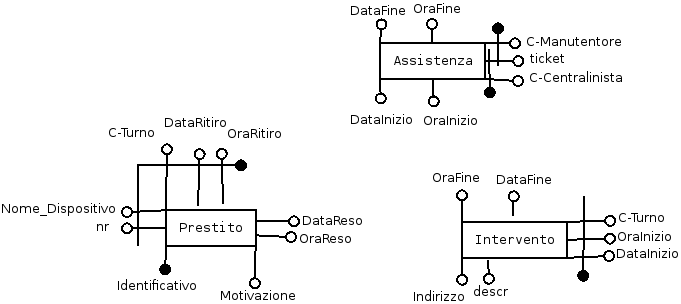 DataFine
OraFine
C-Manutentore
Assistenza
ticket
C-Centralinista
DataInizio
OraInizio
C-Turno
DataRitiro
OraRitiro
Nome_Dispositivo
nr
Prestito
DataReso
OraReso
Identificativo
Motivazione
OraFine
DataFine
C-Turno
Intervento
OraInizio
DataInizio
Indirizzo
descr